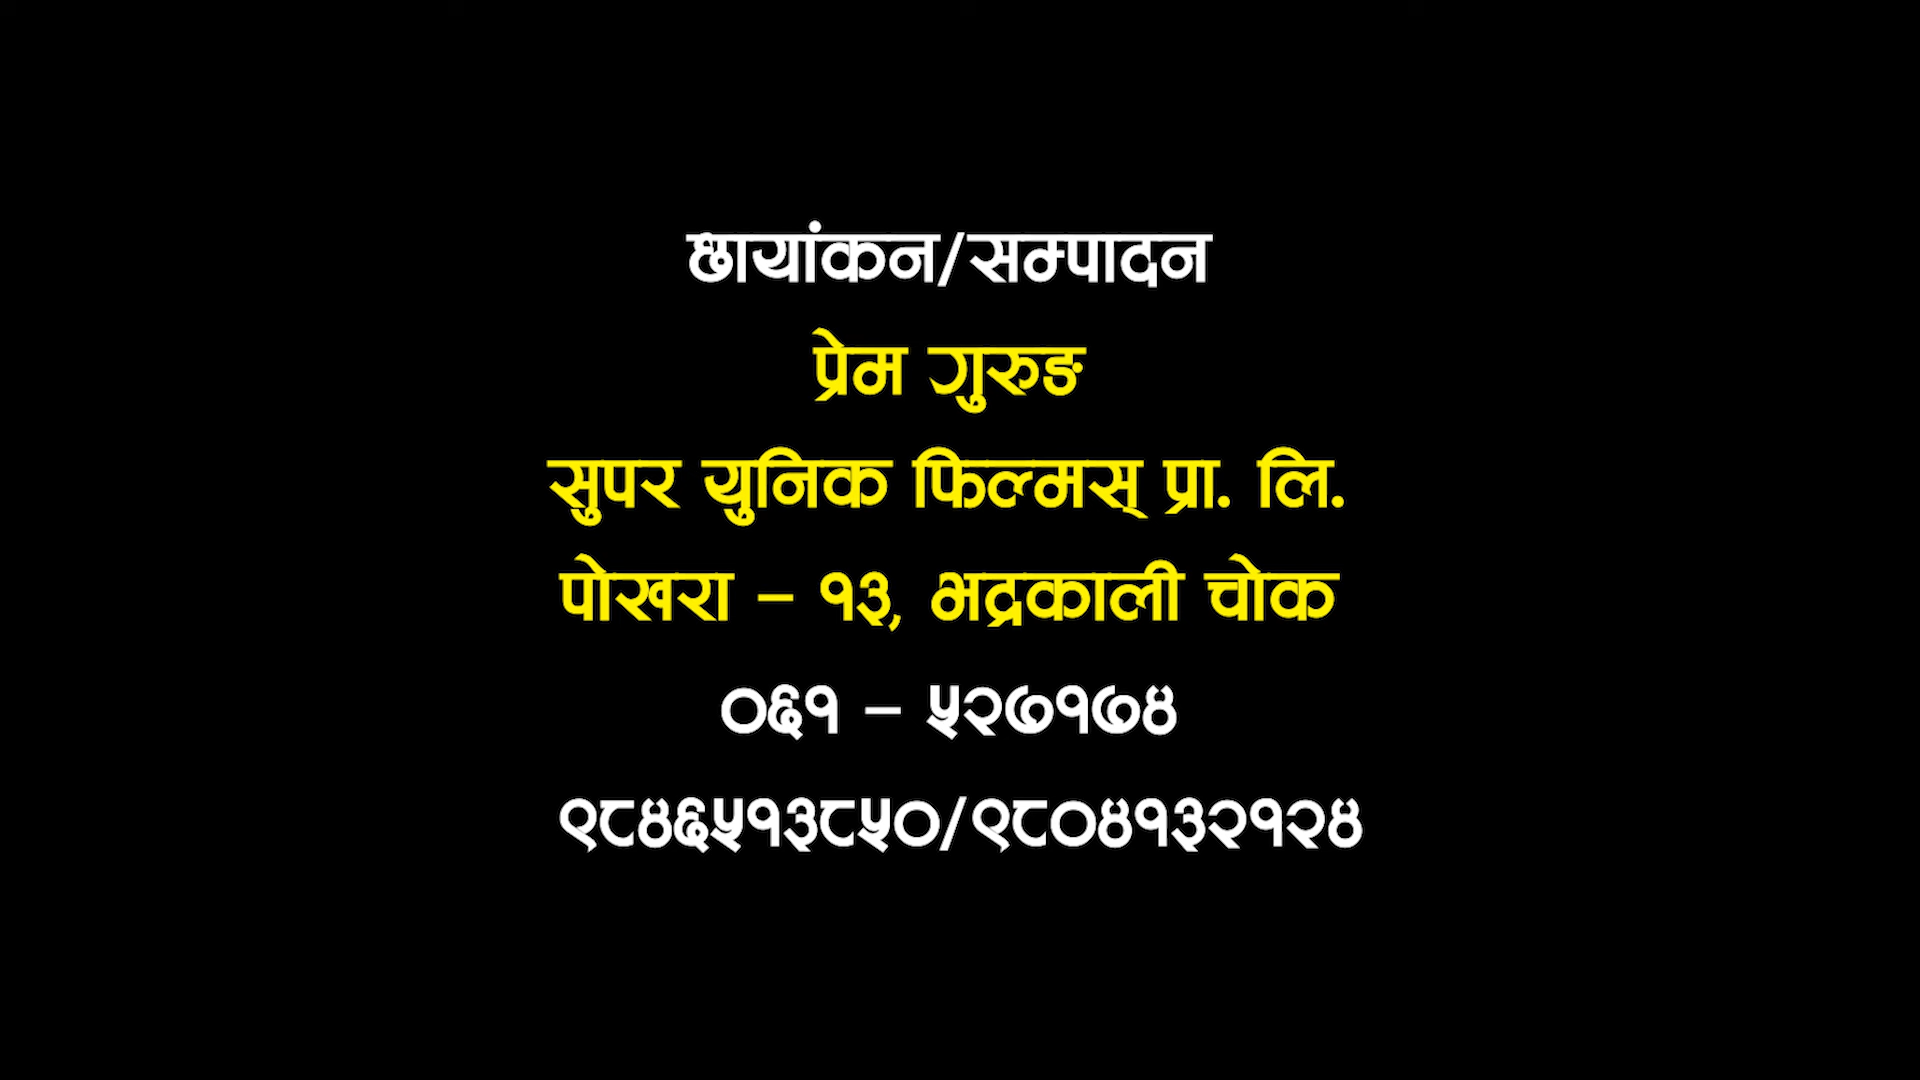 छायांकन/सम्पादन
प्रेम गुरुङ
सुपर युनिक फिल्मस् प्रा. लि.
पोखरा – १३, भद्रकाली चोक
०६१ – ५२७१७४
९८४६५१३८५०/९८०४१३२१२४